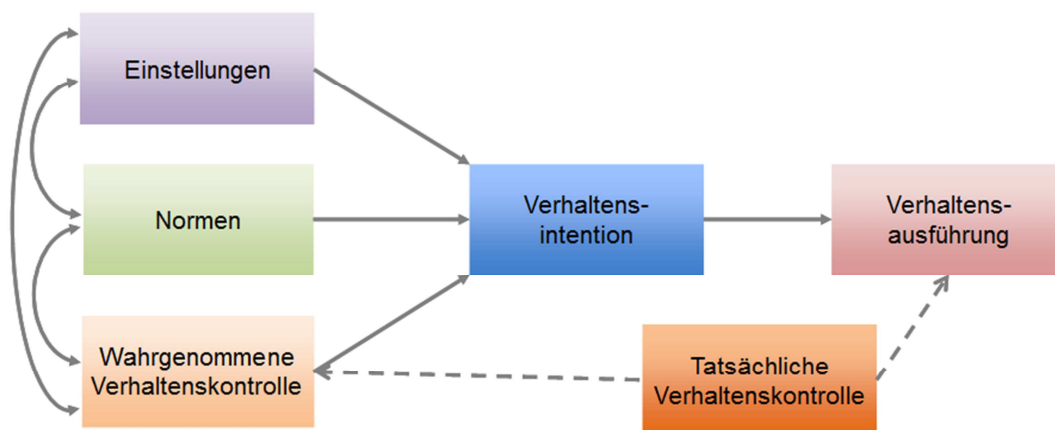 Einstellungen
Normen
Verhaltens-
intention
Verhaltens-
ausführung
Wahrgenommene
Verhaltenskontrolle
Tatsächliche
Verhaltenskontrolle